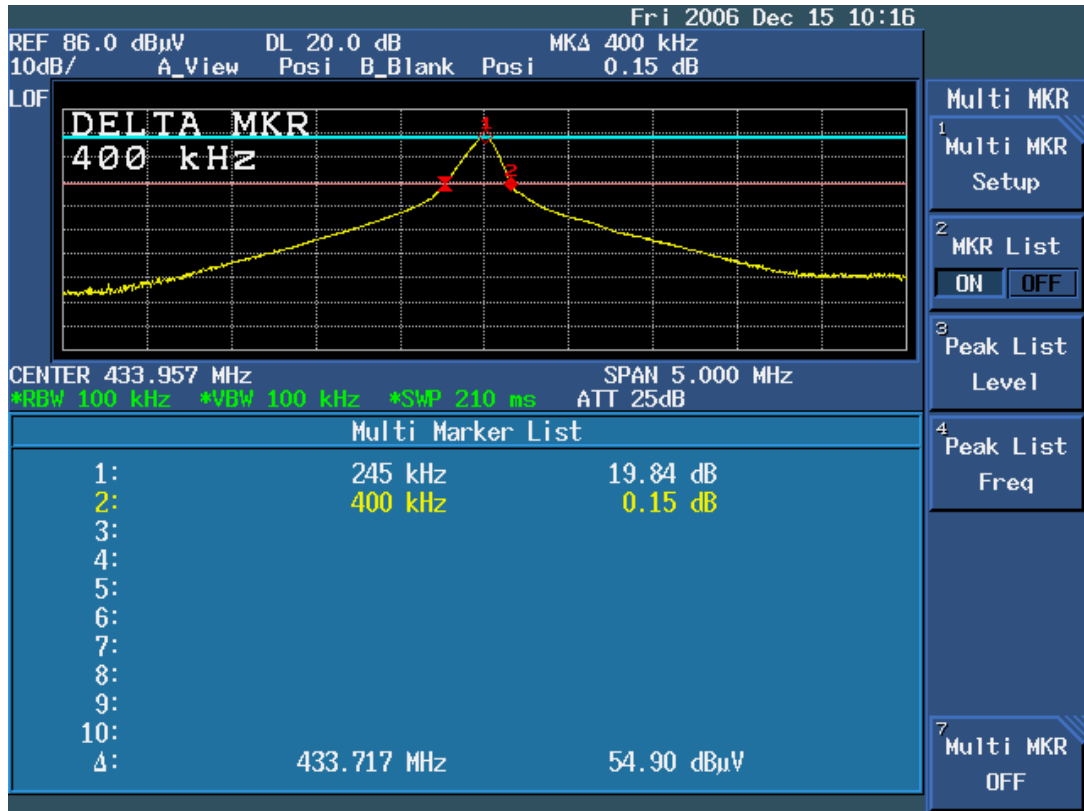 Fri 2006 Dec 15 10:16
REF 86.0 dBµV DL 20.0 dB MKΔ 400 kHz
10dB/ A_View Posi B_Blank Posi 0.15 dB
LOF
DELTA MKR
400 kHz
1
2
CENTER 433.957 MHz SPAN 5.000 MHz
*RBW 100 kHz *VBW 100 kHz *SWP 210 ms ATT 25dB
Multi Marker List
1: 245 kHz 19.84 dB
2: 400 kHz 0.15 dB
3:
4:
5:
6:
7:
8:
9:
10:
Δ: 433.717 MHz 54.90 dBµV
Multi MKR
1
Multi MKR
Setup
2
MKR List
ON OFF
3
Peak List
Level
4
Peak List
Freq
7
Multi MKR
OFF